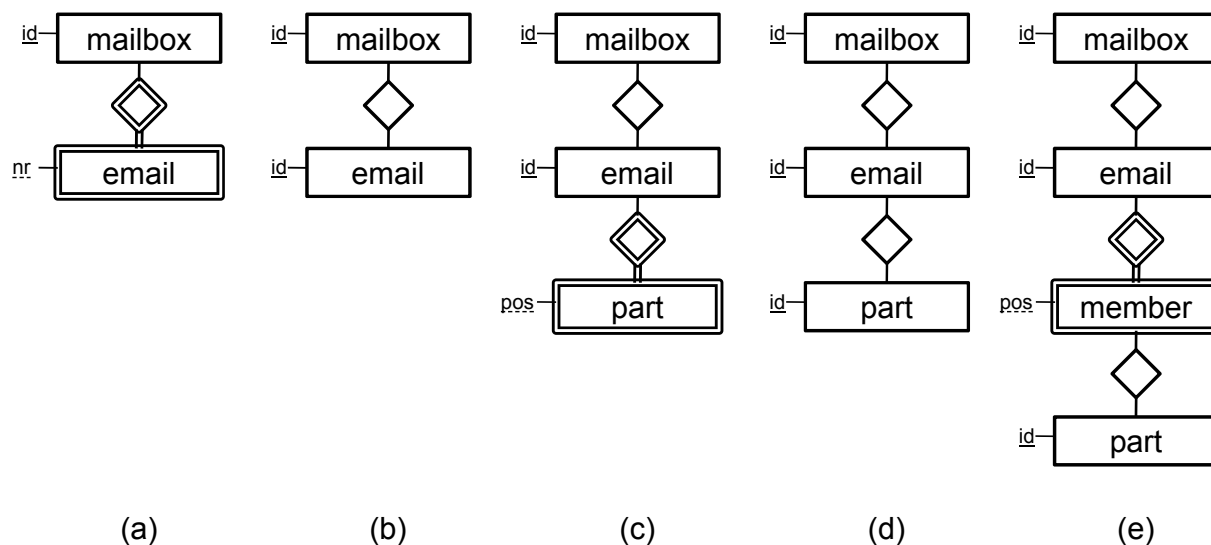 id mailbox id mailbox id mailbox id mailbox id mailbox
nr email id email id email id email id email
pos part id part pos member
id part
(a) (b) (c) (d) (e)